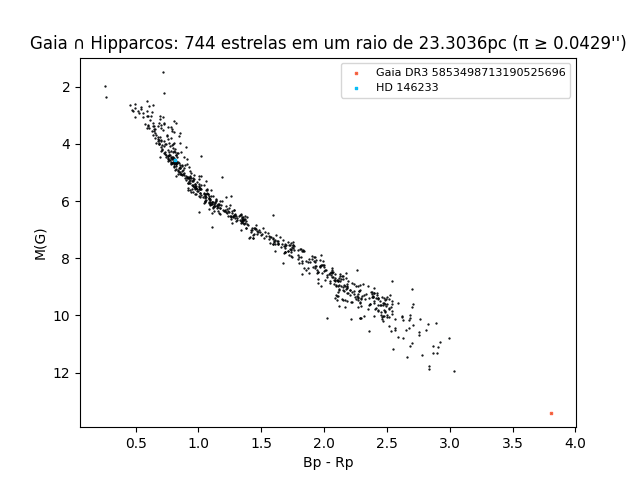 Gaia ∩ Hipparcos: 744 estrelas em um raio de 23.3036pc (π ≥ 0.0429'')
Gaia DR3 5853498713190525696
HD 146233
2
4
6
8
10
12
M(G)
0.5 1.0 1.5 2.0 2.5 3.0 3.5 4.0
Bp - Rp